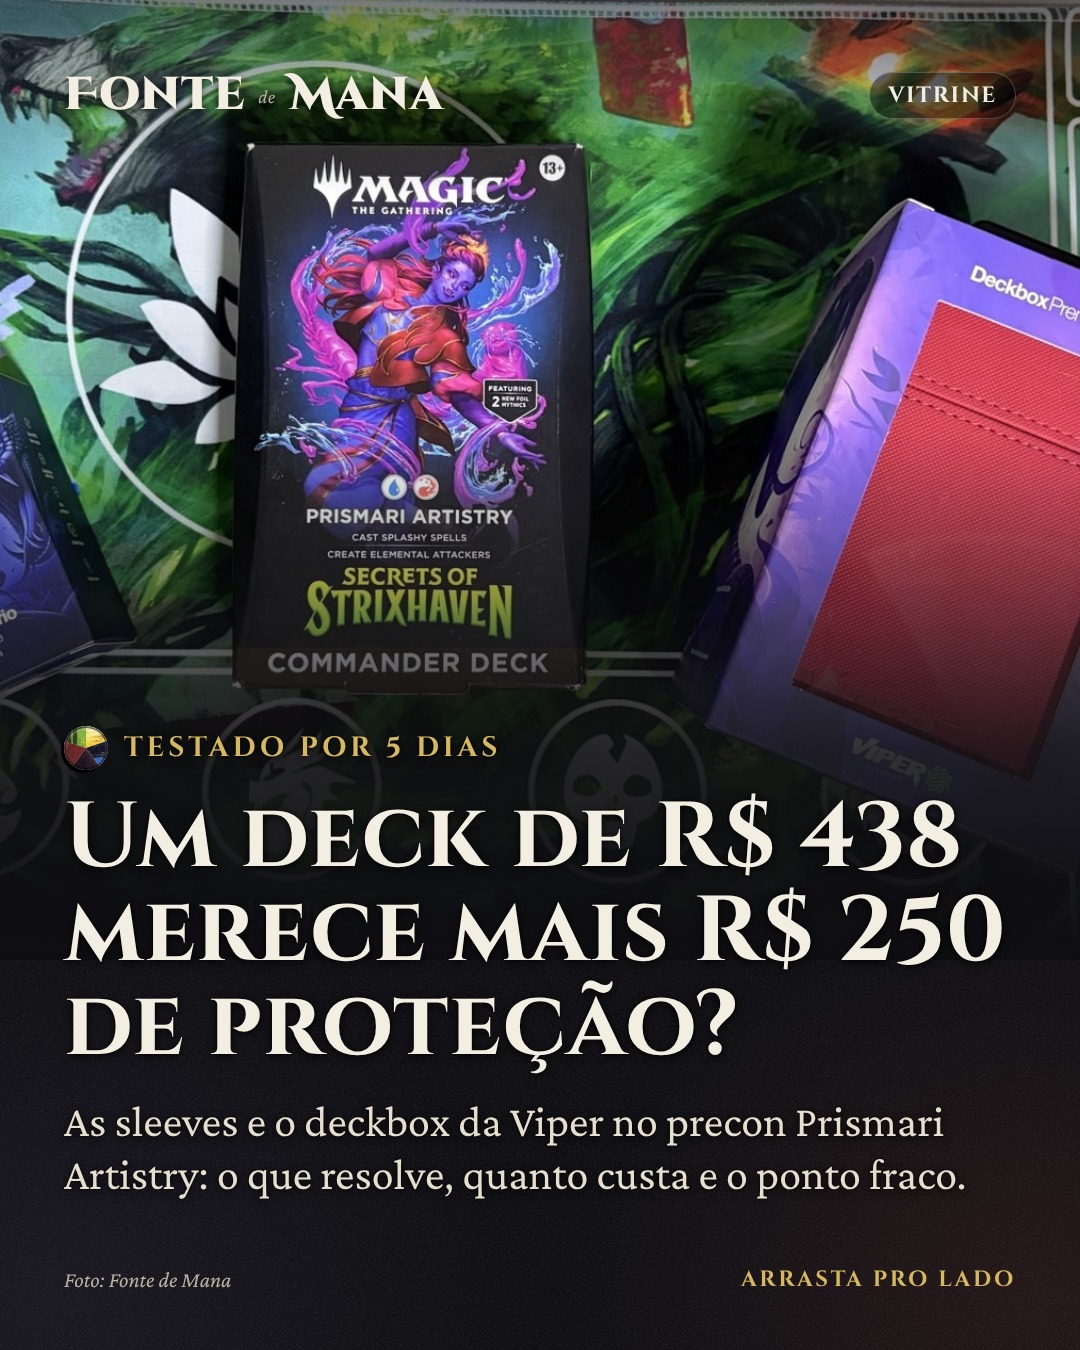 FONTE de MANA
VITRINE
MAGIC
THE GATHERING
13+
FEATURING
2 NEW FOIL
MYTHICS
PRISMARI ARTISTRY
CAST SPLASHY SPELLS
CREATE ELEMENTAL ATTACKERS
SECRETS OF
STRIXHAVEN
COMMANDER DECK
Deckbox
VIPER
TESTADO POR 5 DIAS
UM DECK DE R$ 438
MERECE MAIS R$ 250
DE PROTEÇÃO?
As sleeves e o deckbox da Viper no precon Prismari
Artistry: o que resolve, quanto custa e o ponto fraco.
Foto: Fonte de Mana
ARRASTA PRO LADO